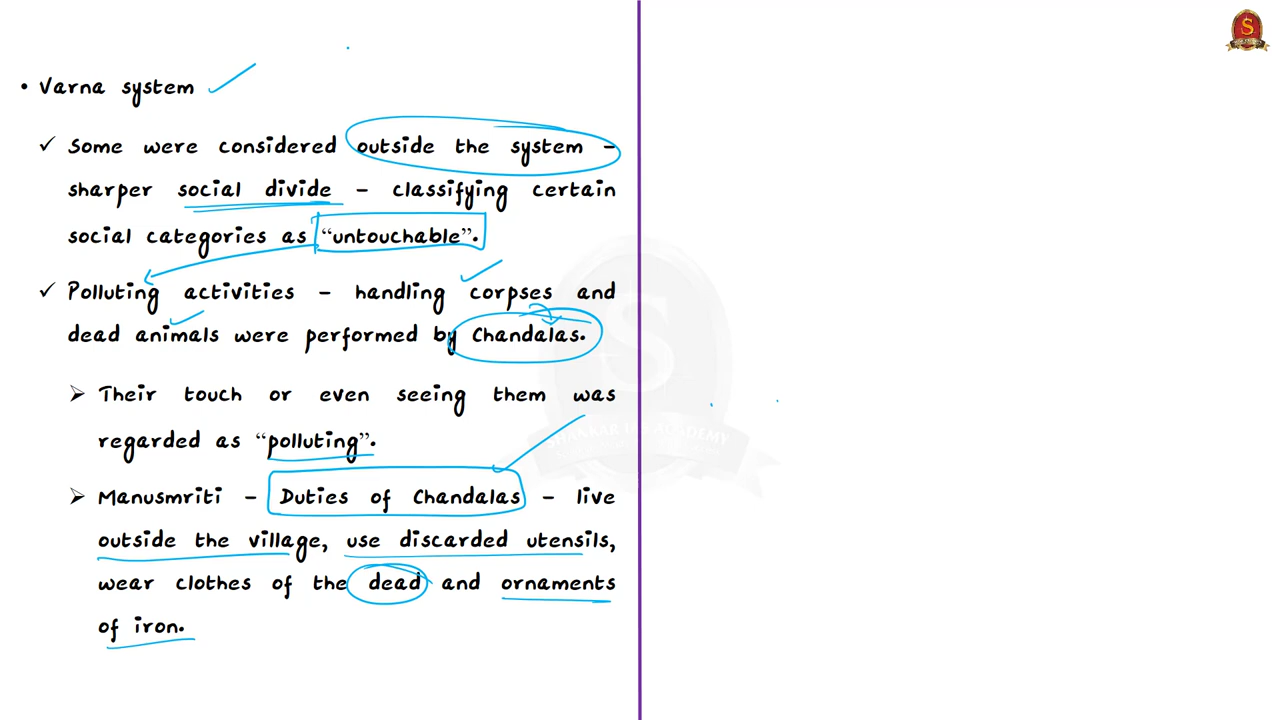 • Varna system
✓ Some were considered outside the system –
sharper social divide – classifying certain
social categories as “untouchable”.
✓ Polluting activities – handling corpses and
dead animals were performed by Chandalas.
➢ Their touch or even seeing them was
regarded as “polluting”.
➢ Manusmriti – Duties of Chandalas – live
outside the village, use discarded utensils,
wear clothes of the dead and ornaments
of iron.
S
SHANKAR IAS ACADEMY